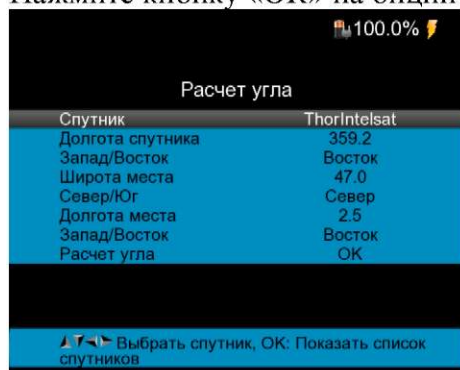 Нажмите кнопку «OK» на опции
100.0%
Расчет угла
Спутник ThorIntelsat
Долгота спутника 359.2
Запад/Восток Восток
Широта места 47.0
Север/Юг Север
Долгота места 2.5
Запад/Восток Восток
Расчет угла OK
Выбрать спутник, OK: Показать список
спутников